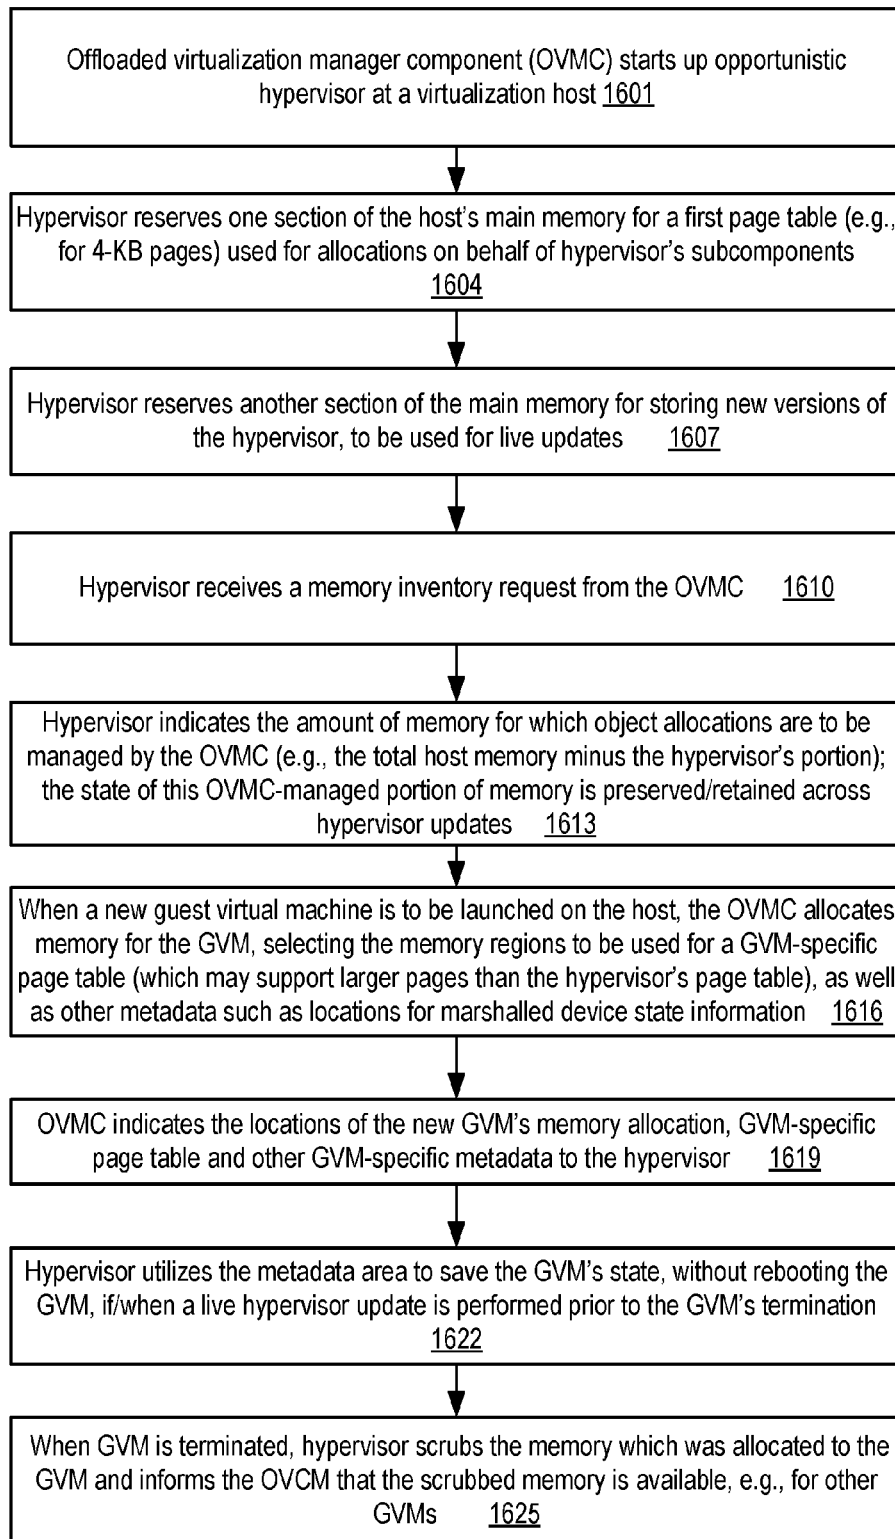 Offloaded virtualization manager component (OVMC) starts up opportunistic
hypervisor at a virtualization host 1601
Hypervisor reserves one section of the host's main memory for a first page table (e.g.,
for 4-KB pages) used for allocations on behalf of hypervisor's subcomponents
1604
Hypervisor reserves another section of the main memory for storing new versions of
the hypervisor, to be used for live updates 1607
Hypervisor receives a memory inventory request from the OVMC 1610
Hypervisor indicates the amount of memory for which object allocations are to be
managed by the OVMC (e.g., the total host memory minus the hypervisor's portion);
the state of this OVMC-managed portion of memory is preserved/retained across
hypervisor updates 1613
When a new guest virtual machine is to be launched on the host, the OVMC allocates
memory for the GVM, selecting the memory regions to be used for a GVM-specific
page table (which may support larger pages than the hypervisor's page table), as well
as other metadata such as locations for marshalled device state information 1616
OVMC indicates the locations of the new GVM's memory allocation, GVM-specific
page table and other GVM-specific metadata to the hypervisor 1619
Hypervisor utilizes the metadata area to save the GVM's state, without rebooting the
GVM, if/when a live hypervisor update is performed prior to the GVM's termination
1622
When GVM is terminated, hypervisor scrubs the memory which was allocated to the
GVM and informs the OVCM that the scrubbed memory is available, e.g., for other
GVMs 1625